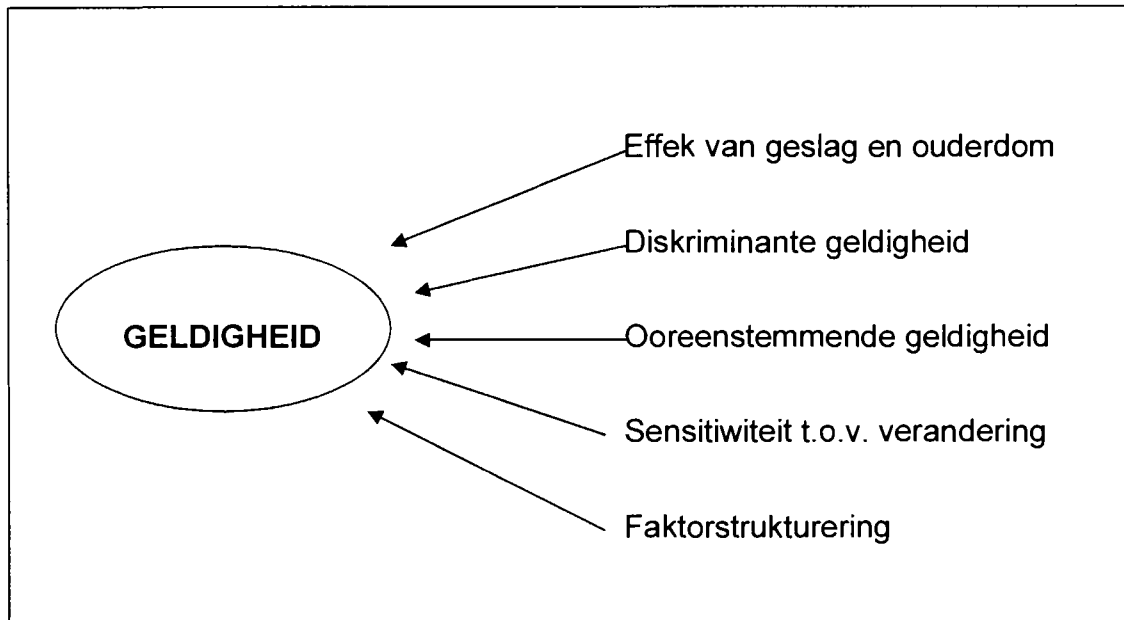 Effek van geslag en ouderdom
Diskriminante geldigheid
GELDIGHEID
Ooreenstemmende geldigheid
Sensitiwiteit t.o.v. verandering
Faktorstrukturering